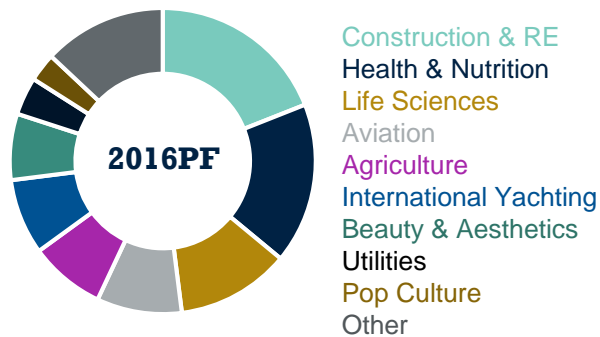 2016PF
Construction & RE
Health & Nutrition
Life Sciences
Aviation
Agriculture
International Yachting
Beauty & Aesthetics
Utilities
Pop Culture
Other